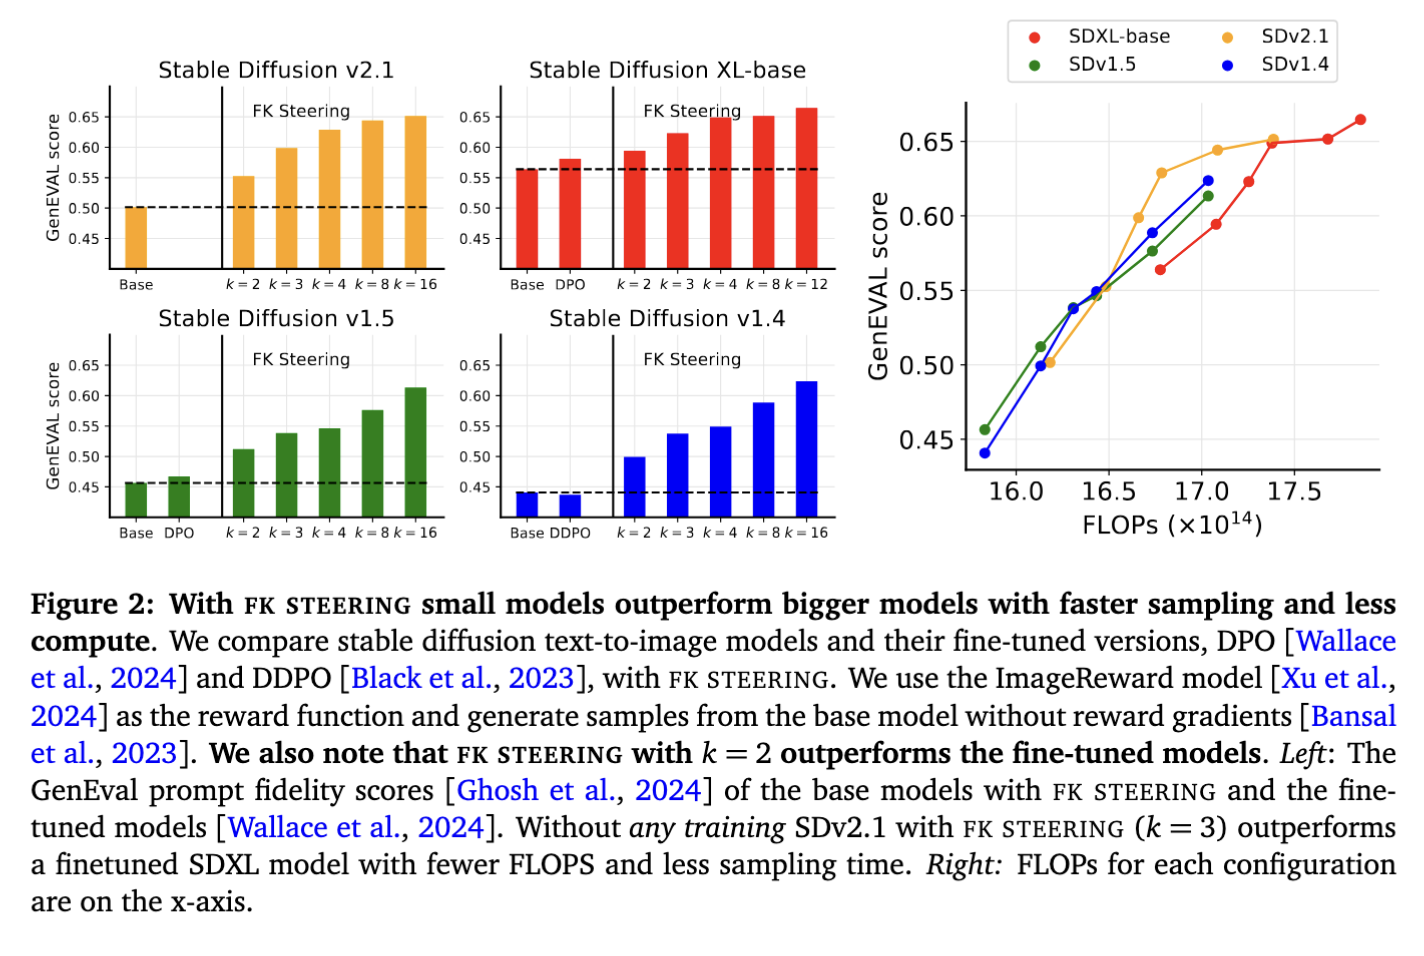 Stable Diffusion v2.1
GenEVAL score
0.65
0.60
0.55
0.50
0.45
FK Steering
Base
k = 2
k = 3
k = 4
k = 8
k = 16
Stable Diffusion XL-base
0.65
0.60
0.55
0.50
0.45
FK Steering
Base
DPO
k = 2
k = 3
k = 4
k = 8
k = 12
Stable Diffusion v1.5
GenEVAL score
0.65
0.60
0.55
0.50
0.45
FK Steering
Base
DPO
k = 2
k = 3
k = 4
k = 8
k = 16
Stable Diffusion v1.4
0.65
0.60
0.55
0.50
0.45
FK Steering
Base
DDPO
k = 2
k = 3
k = 4
k = 8
k = 16
SDXL-base
SDv2.1
SDv1.5
SDv1.4
GenEVAL score
0.65
0.60
0.55
0.50
0.45
16.0
16.5
17.0
17.5
FLOPs (×10¹⁴)
Figure 2: With FK STEERING small models outperform bigger models with faster sampling and less
compute. We compare stable diffusion text-to-image models and their fine-tuned versions, DPO [Wallace
et al., 2024] and DDPO [Black et al., 2023], with FK STEERING. We use the ImageReward model [Xu et al.,
2024] as the reward function and generate samples from the base model without reward gradients [Bansal
et al., 2023]. We also note that FK STEERING with k = 2 outperforms the fine-tuned models. Left: The
GenEval prompt fidelity scores [Ghosh et al., 2024] of the base models with FK STEERING and the fine-
tuned models [Wallace et al., 2024]. Without any training SDv2.1 with FK STEERING (k = 3) outperforms
a finetuned SDXL model with fewer FLOPS and less sampling time. Right: FLOPs for each configuration
are on the x-axis.